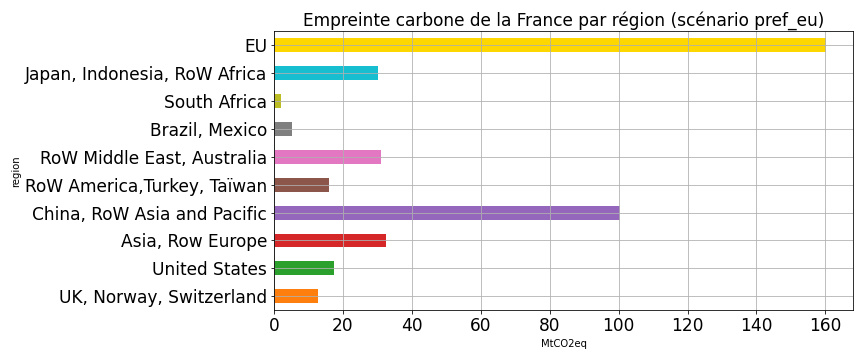 Empreinte carbone de la France par région (scénario pref_eu)
EU
Japan, Indonesia, RoW Africa
South Africa
Brazil, Mexico
RoW Middle East, Australia
RoW America,Turkey, Taïwan
China, RoW Asia and Pacific
Asia, Row Europe
United States
UK, Norway, Switzerland
region
0 20 40 60 80 100 120 140 160
MtCO2eq